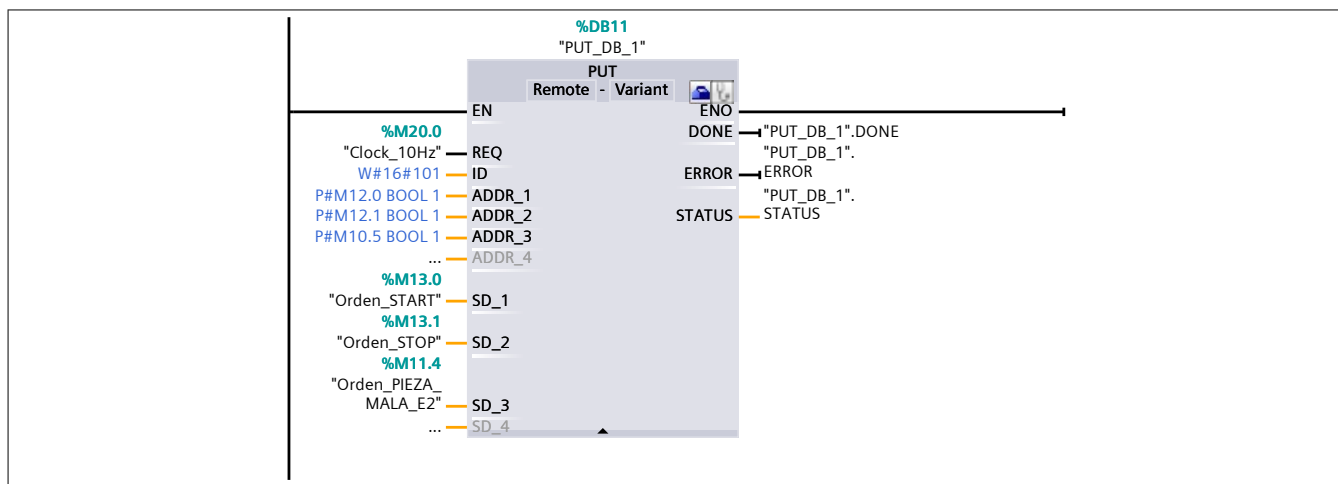 %DB11
"PUT_DB_1"
PUT
Remote - Variant
EN
ENO
%M20.0
DONE
"PUT_DB_1".DONE
"Clock_10Hz"
REQ
"PUT_DB_1".
W#16#101
ID
ERROR
ERROR
P#M12.0 BOOL 1
ADDR_1
"PUT_DB_1".
P#M12.1 BOOL 1
ADDR_2
STATUS
STATUS
P#M10.5 BOOL 1
ADDR_3
...
ADDR_4
%M13.0
"Orden_START"
SD_1
%M13.1
"Orden_STOP"
SD_2
%M11.4
"Orden_PIEZA_
MALA_E2"
SD_3
...
SD_4